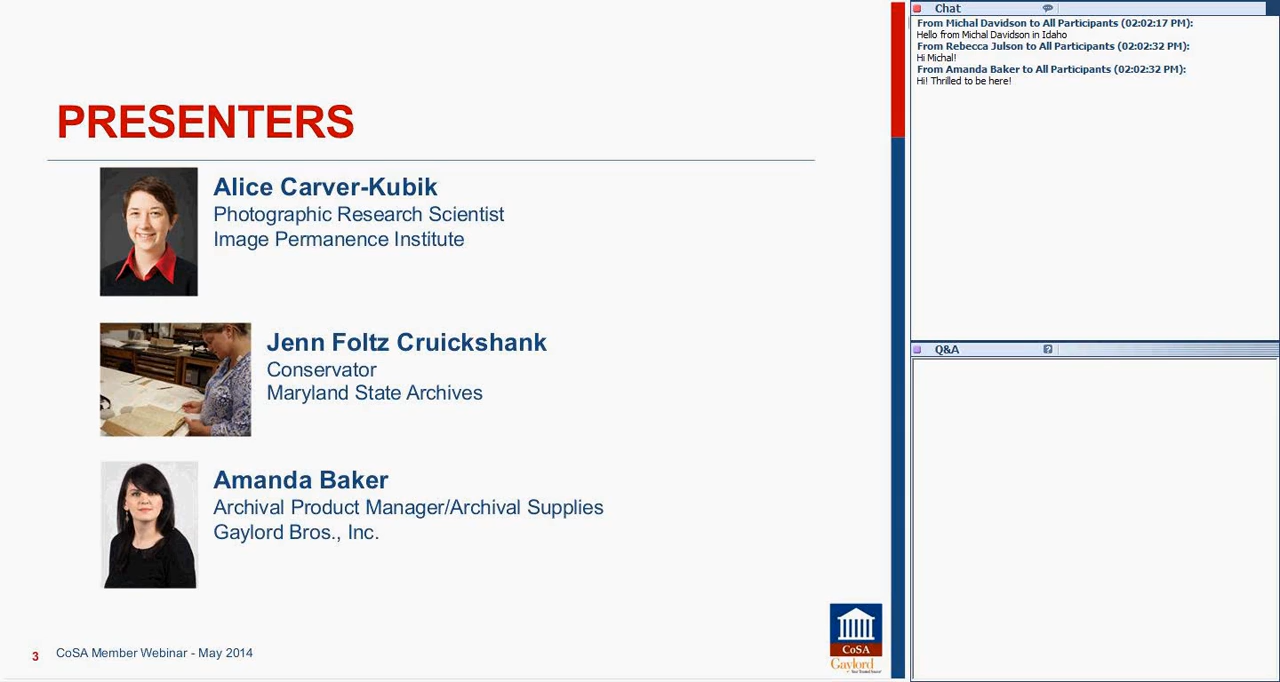 PRESENTERS
Alice Carver-Kubik
Photographic Research Scientist
Image Permanence Institute
Jenn Foltz Cruickshank
Conservator
Maryland State Archives
Amanda Baker
Archival Product Manager/Archival Supplies
Gaylord Bros., Inc.
3 CoSA Member Webinar - May 2014
CoSA
Gaylord
Chat
From Michal Davidson to All Participants (02:02:17 PM):
Hello from Michal Davidson in Idaho
From Rebecca Julson to All Participants (02:02:32 PM):
Hi Michal!
From Amanda Baker to All Participants (02:02:32 PM):
Hi! Thrilled to be here!
Q&A